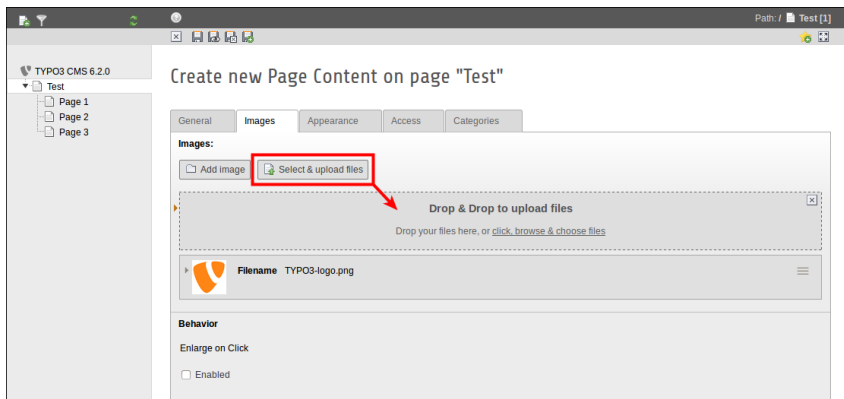 Path: / Test [1]
TYPO3 CMS 6.2.0
Test
Page 1
Page 2
Page 3
Create new Page Content on page "Test"
General Images Appearance Access Categories
Images:
Add image Select & upload files
Drop & Drop to upload files
Drop your files here, or click, browse & choose files
Filename TYPO3-logo.png
Behavior
Enlarge on Click
Enabled